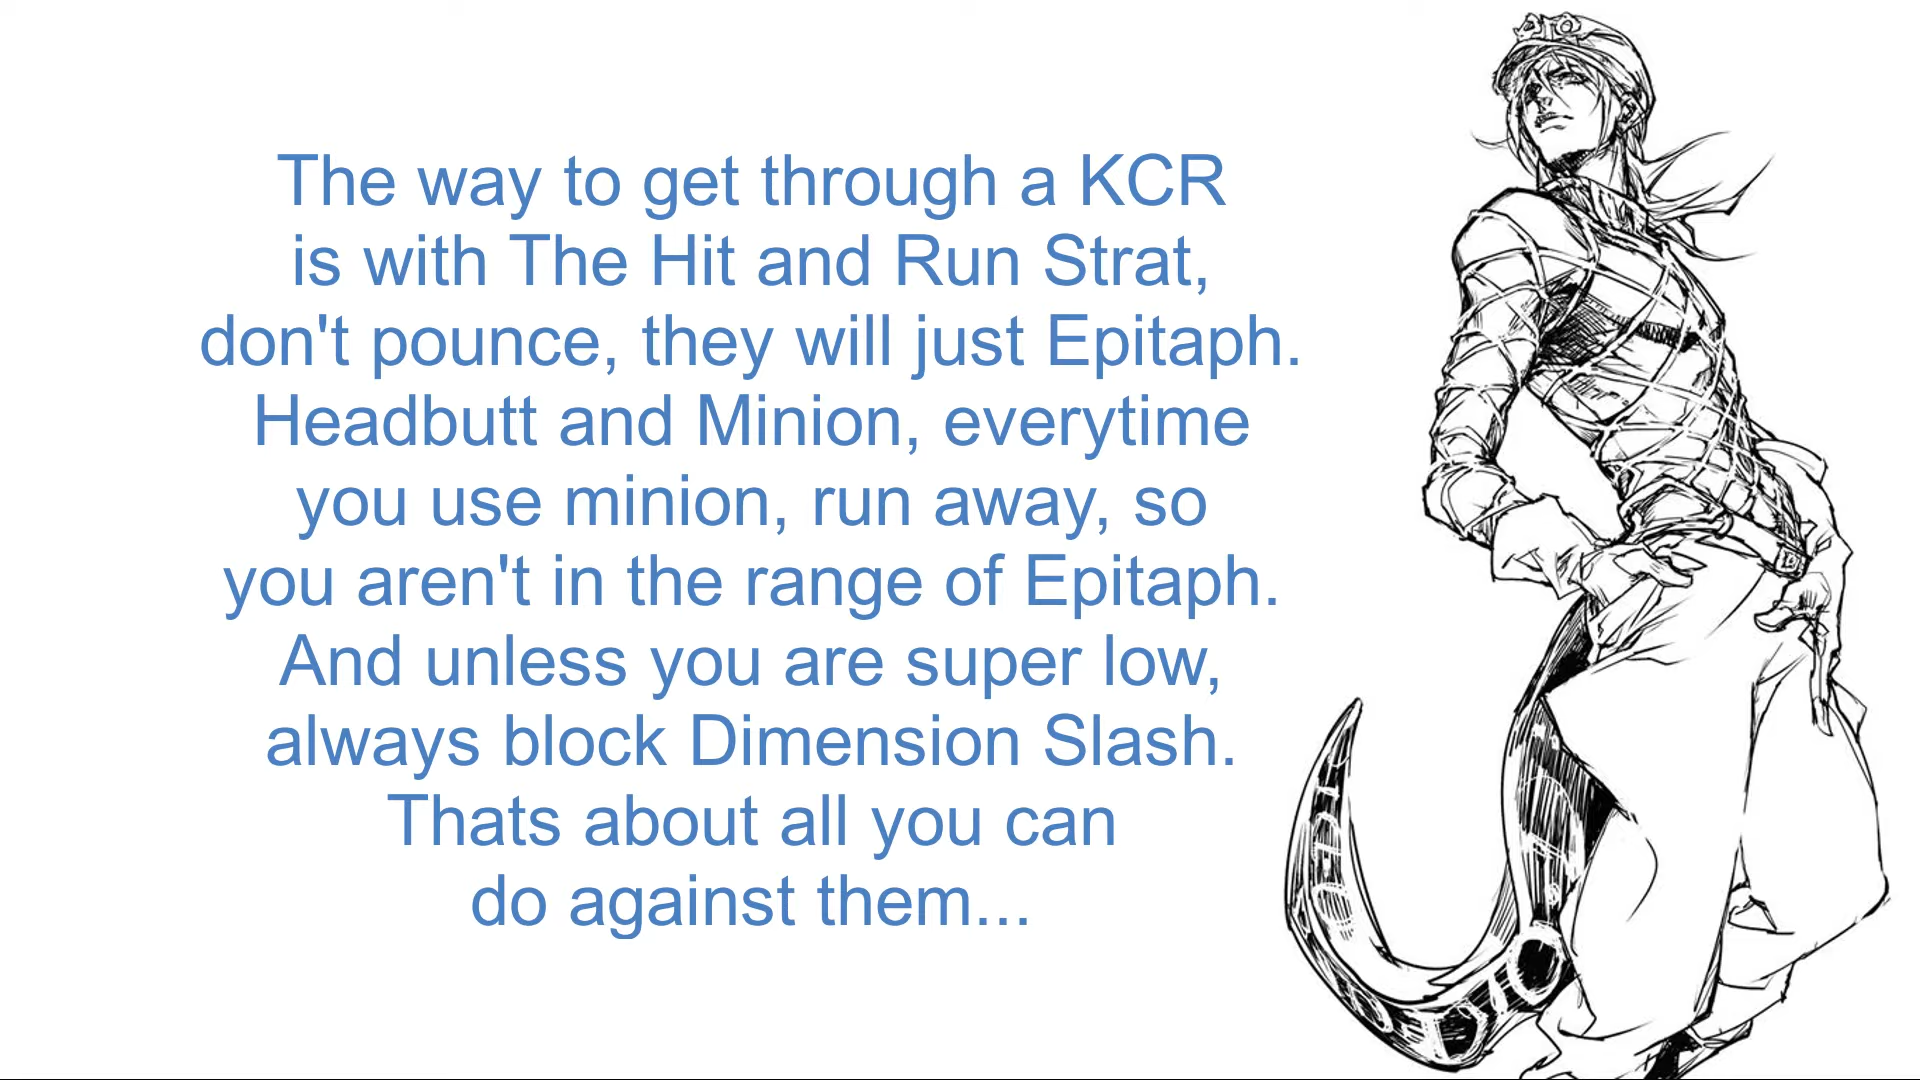 DIO
The way to get through a KCR
is with The Hit and Run Strat,
don't pounce, they will just Epitaph.
Headbutt and Minion, everytime
you use minion, run away, so
you aren't in the range of Epitaph.
And unless you are super low,
always block Dimension Slash.
Thats about all you can
do against them...